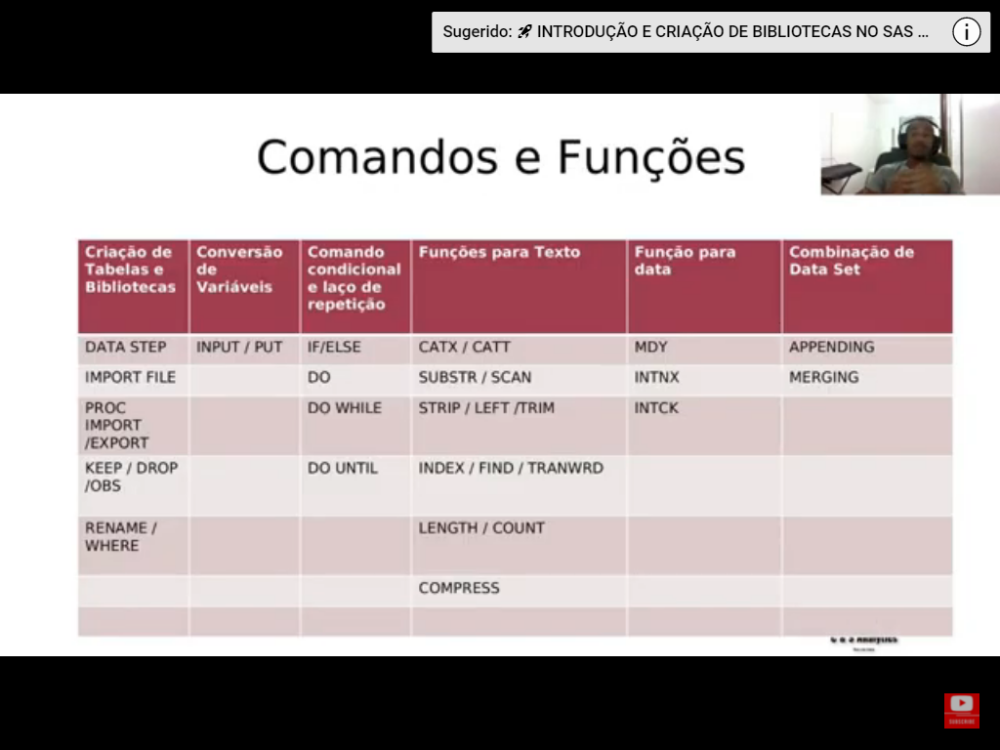 Sugerido: 🚀 INTRODUÇÃO E CRIAÇÃO DE BIBLIOTECAS NO SAS ...
Comandos e Funções
Criação de Tabelas e Bibliotecas
Conversão de Variáveis
Comando condicional e laço de repetição
Funções para Texto
Função para data
Combinação de Data Set
DATA STEP
INPUT / PUT
IF/ELSE
CATX / CATT
MDY
APPENDING
IMPORT FILE
DO
SUBSTR / SCAN
INTNX
MERGING
PROC IMPORT /EXPORT
DO WHILE
STRIP / LEFT /TRIM
INTCK
KEEP / DROP /OBS
DO UNTIL
INDEX / FIND / TRANWRD
RENAME / WHERE
LENGTH / COUNT
COMPRESS
Analytics
SUBSCRIBE